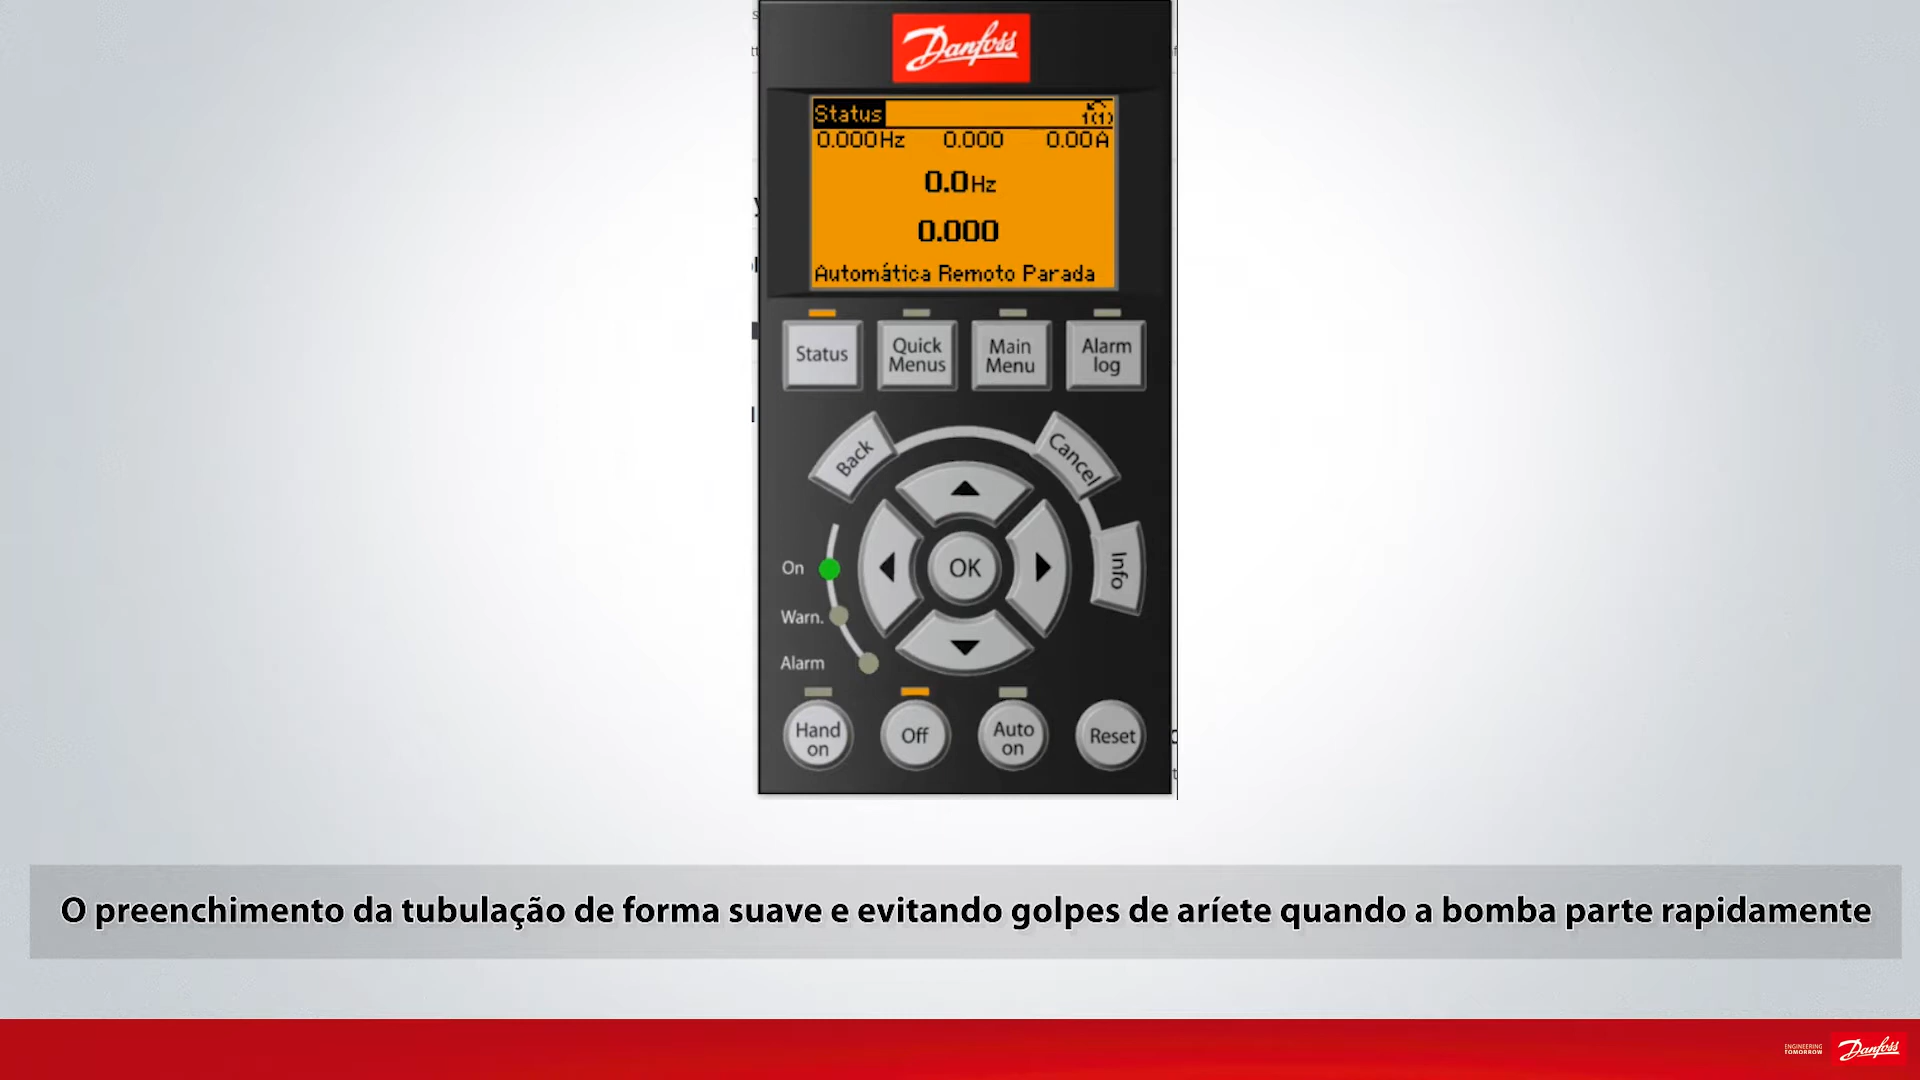 Danfoss
Status
1(1)
0.000Hz 0.000 0.00A
0.0Hz
0.000
Automática Remoto Parada
Status
Quick
Menus
Main
Menu
Alarm
log
Back
Cancel
Info
OK
On
Warn.
Alarm
Hand
on
Off
Auto
on
Reset
O preenchimento da tubulação de forma suave e evitando golpes de aríete quando a bomba parte rapidamente
ENGINEERING
TOMORROW
Danfoss